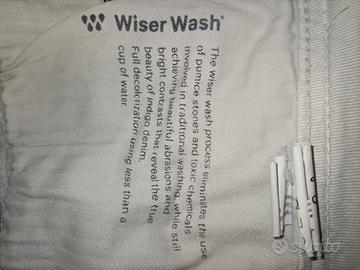 Wiser Wash®
The wiser wash process eliminates the use
of pumice stones and toxic chemicals
involved in traditional washing, while still
achieving beautiful abrasions and
bright contrasts that reveal the true
beauty of indigo denim.
Full decolorization using less than a
cup of water.
subito